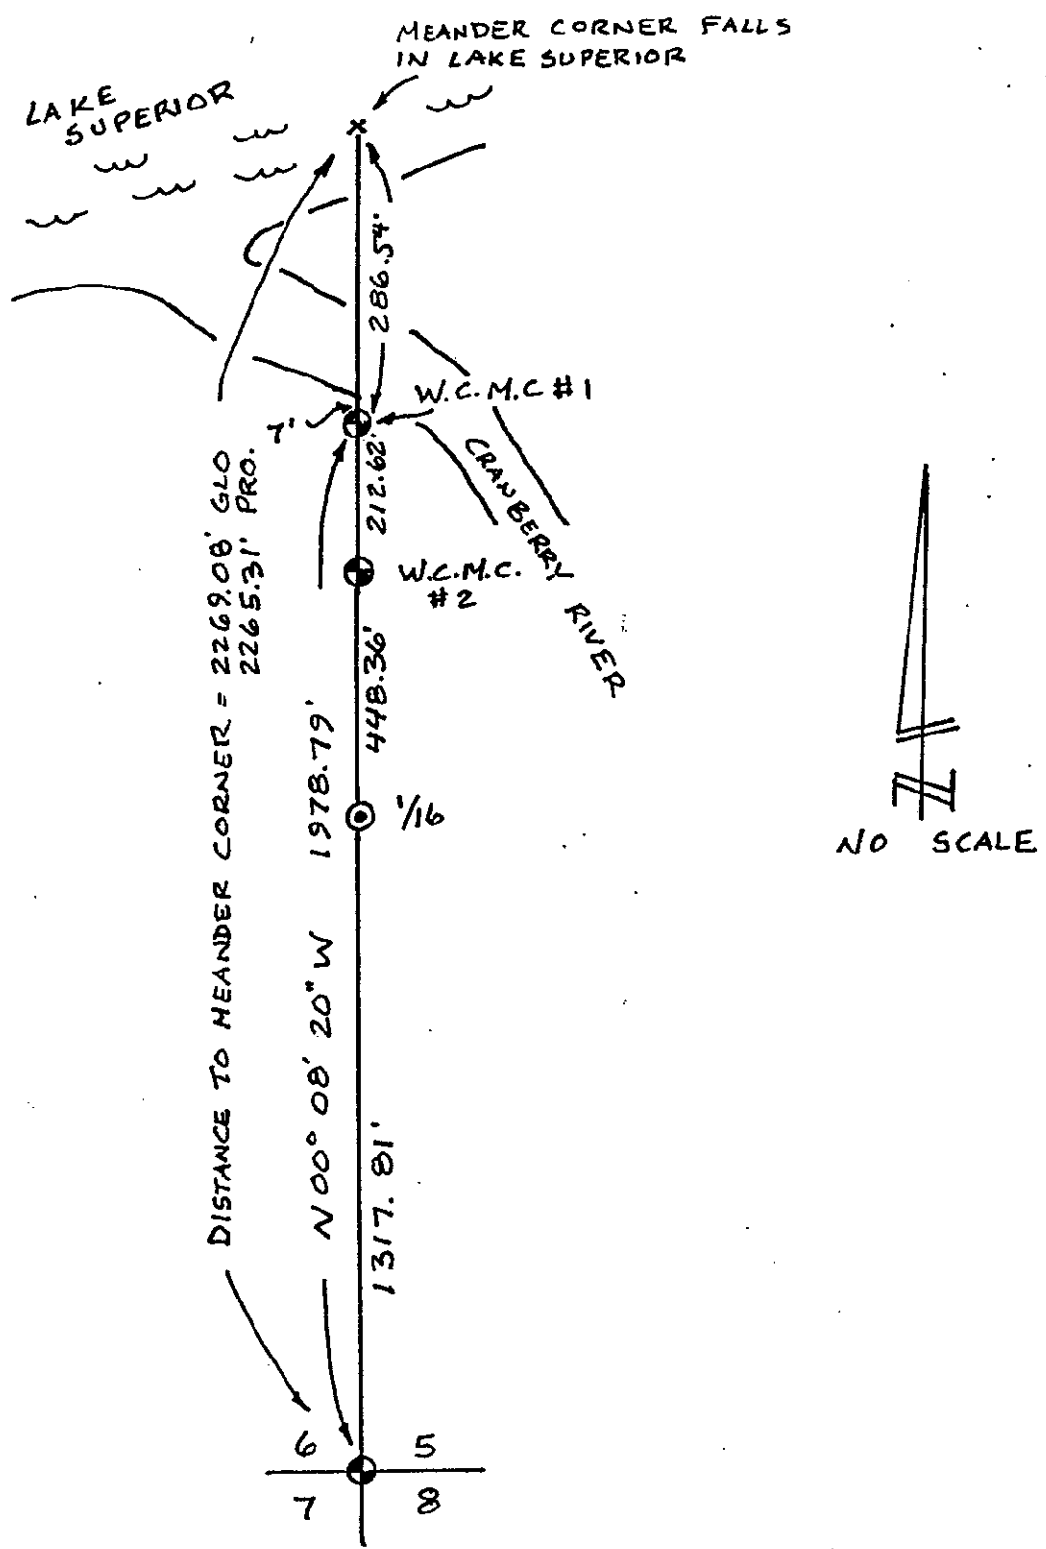 MEANDER CORNER FALLS
IN LAKE SUPERIOR
LAKE
SUPERIOR
x
286.54'
W.C.M.C #1
7'
212.62'
CRANBERRY RIVER
W.C.M.C.
#2
448.36'
1978.79'
DISTANCE TO MEANDER CORNER = 2269.08' GLO
2265.31' PRO.
1/16
N
NO SCALE
N 00° 08' 20" W
1317.81'
6 5
7 8